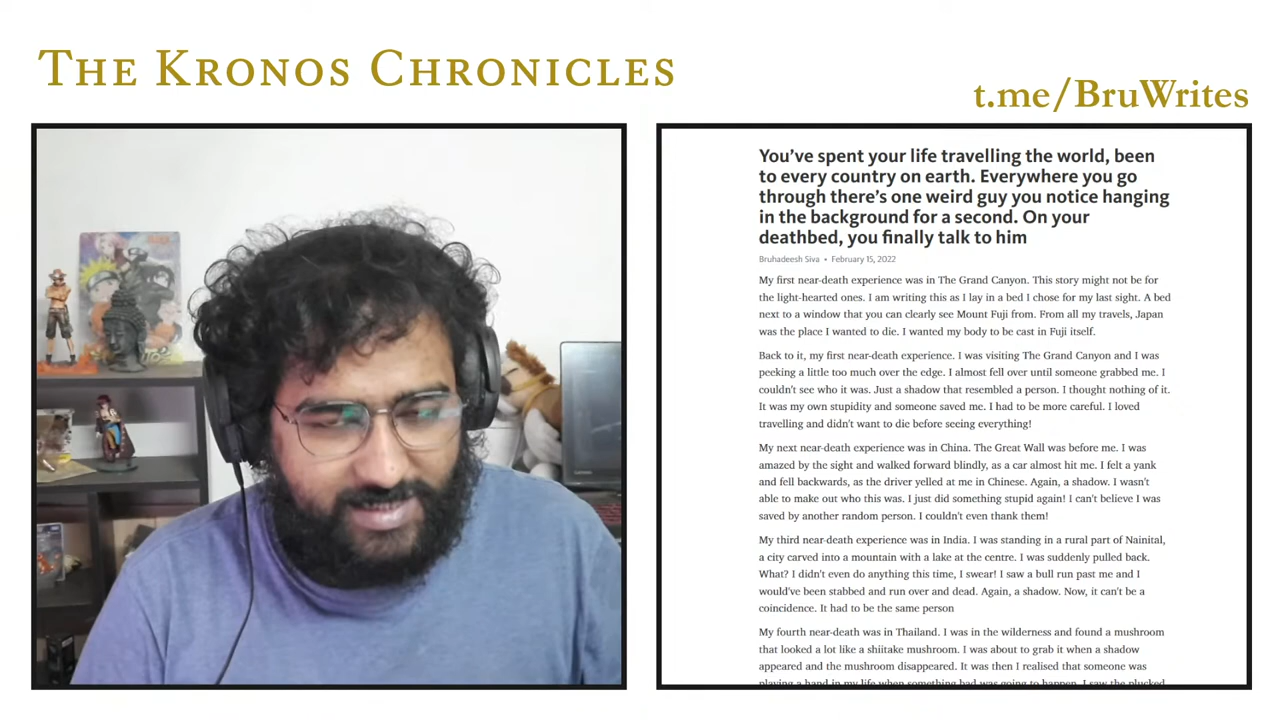 THE KRONOS CHRONICLES
t.me/BruWrites
You've spent your life travelling the world, been
to every country on earth. Everywhere you go
through there's one weird guy you notice hanging
in the background for a second. On your
deathbed, you finally talk to him
Bruhadeesh Siva • February 15, 2022
My first near-death experience was in The Grand Canyon. This story might not be for
the light-hearted ones. I am writing this as I lay in a bed I chose for my last sight. A bed
next to a window that you can clearly see Mount Fuji from. From all my travels, Japan
was the place I wanted to die. I wanted my body to be cast in Fuji itself.
Back to it, my first near-death experience. I was visiting The Grand Canyon and I was
peeking a little too much over the edge. I almost fell over until someone grabbed me. I
couldn't see who it was. Just a shadow that resembled a person. I thought nothing of it.
It was my own stupidity and someone saved me. I had to be more careful. I loved
travelling and didn't want to die before seeing everything!
My next near-death experience was in China. The Great Wall was before me. I was
amazed by the sight and walked forward blindly, as a car almost hit me. I felt a yank
and fell backwards, as the driver yelled at me in Chinese. Again, a shadow. I wasn't
able to make out who this was. I just did something stupid again! I can't believe I was
saved by another random person. I couldn't even thank them!
My third near-death experience was in India. I was standing in a rural part of Nainital,
a city carved into a mountain with a lake at the centre. I was suddenly pulled back.
What? I didn't even do anything this time, I swear! I saw a bull run past me and I
would've been stabbed and run over and dead. Again, a shadow. Now, it can't be a
coincidence. It had to be the same person
My fourth near-death was in Thailand. I was in the wilderness and found a mushroom
that looked a lot like a shiitake mushroom. I was about to grab it when a shadow
appeared and the mushroom disappeared. It was then I realised that someone was
playing a hand in my life when something bad was going to happen. I saw the plucked